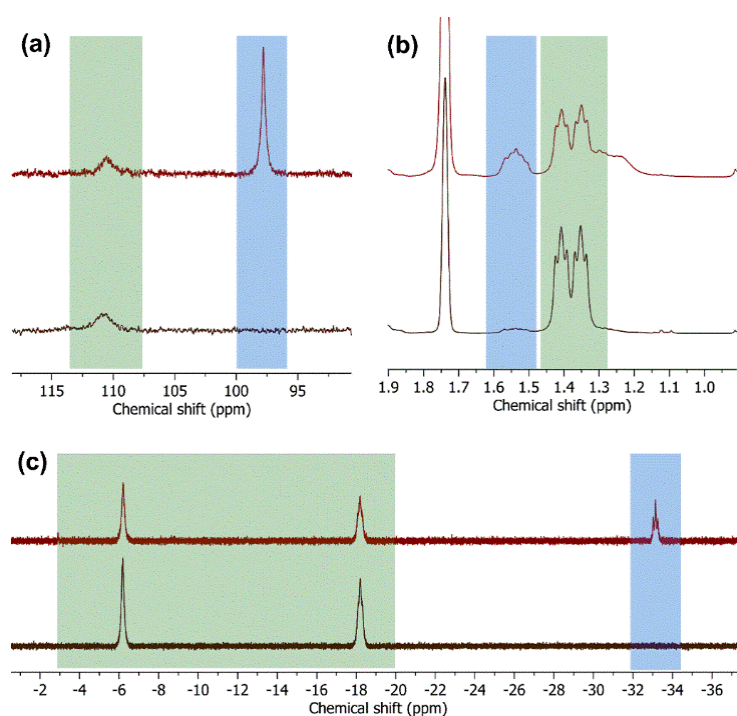 (a)
(b)
115 110 105 100 95
Chemical shift (ppm)
1.9 1.8 1.7 1.6 1.5 1.4 1.3 1.2 1.1 1.0
Chemical shift (ppm)
(c)
-2 -4 -6 -8 -10 -12 -14 -16 -18 -20 -22 -24 -26 -28 -30 -32 -34 -36
Chemical shift (ppm)